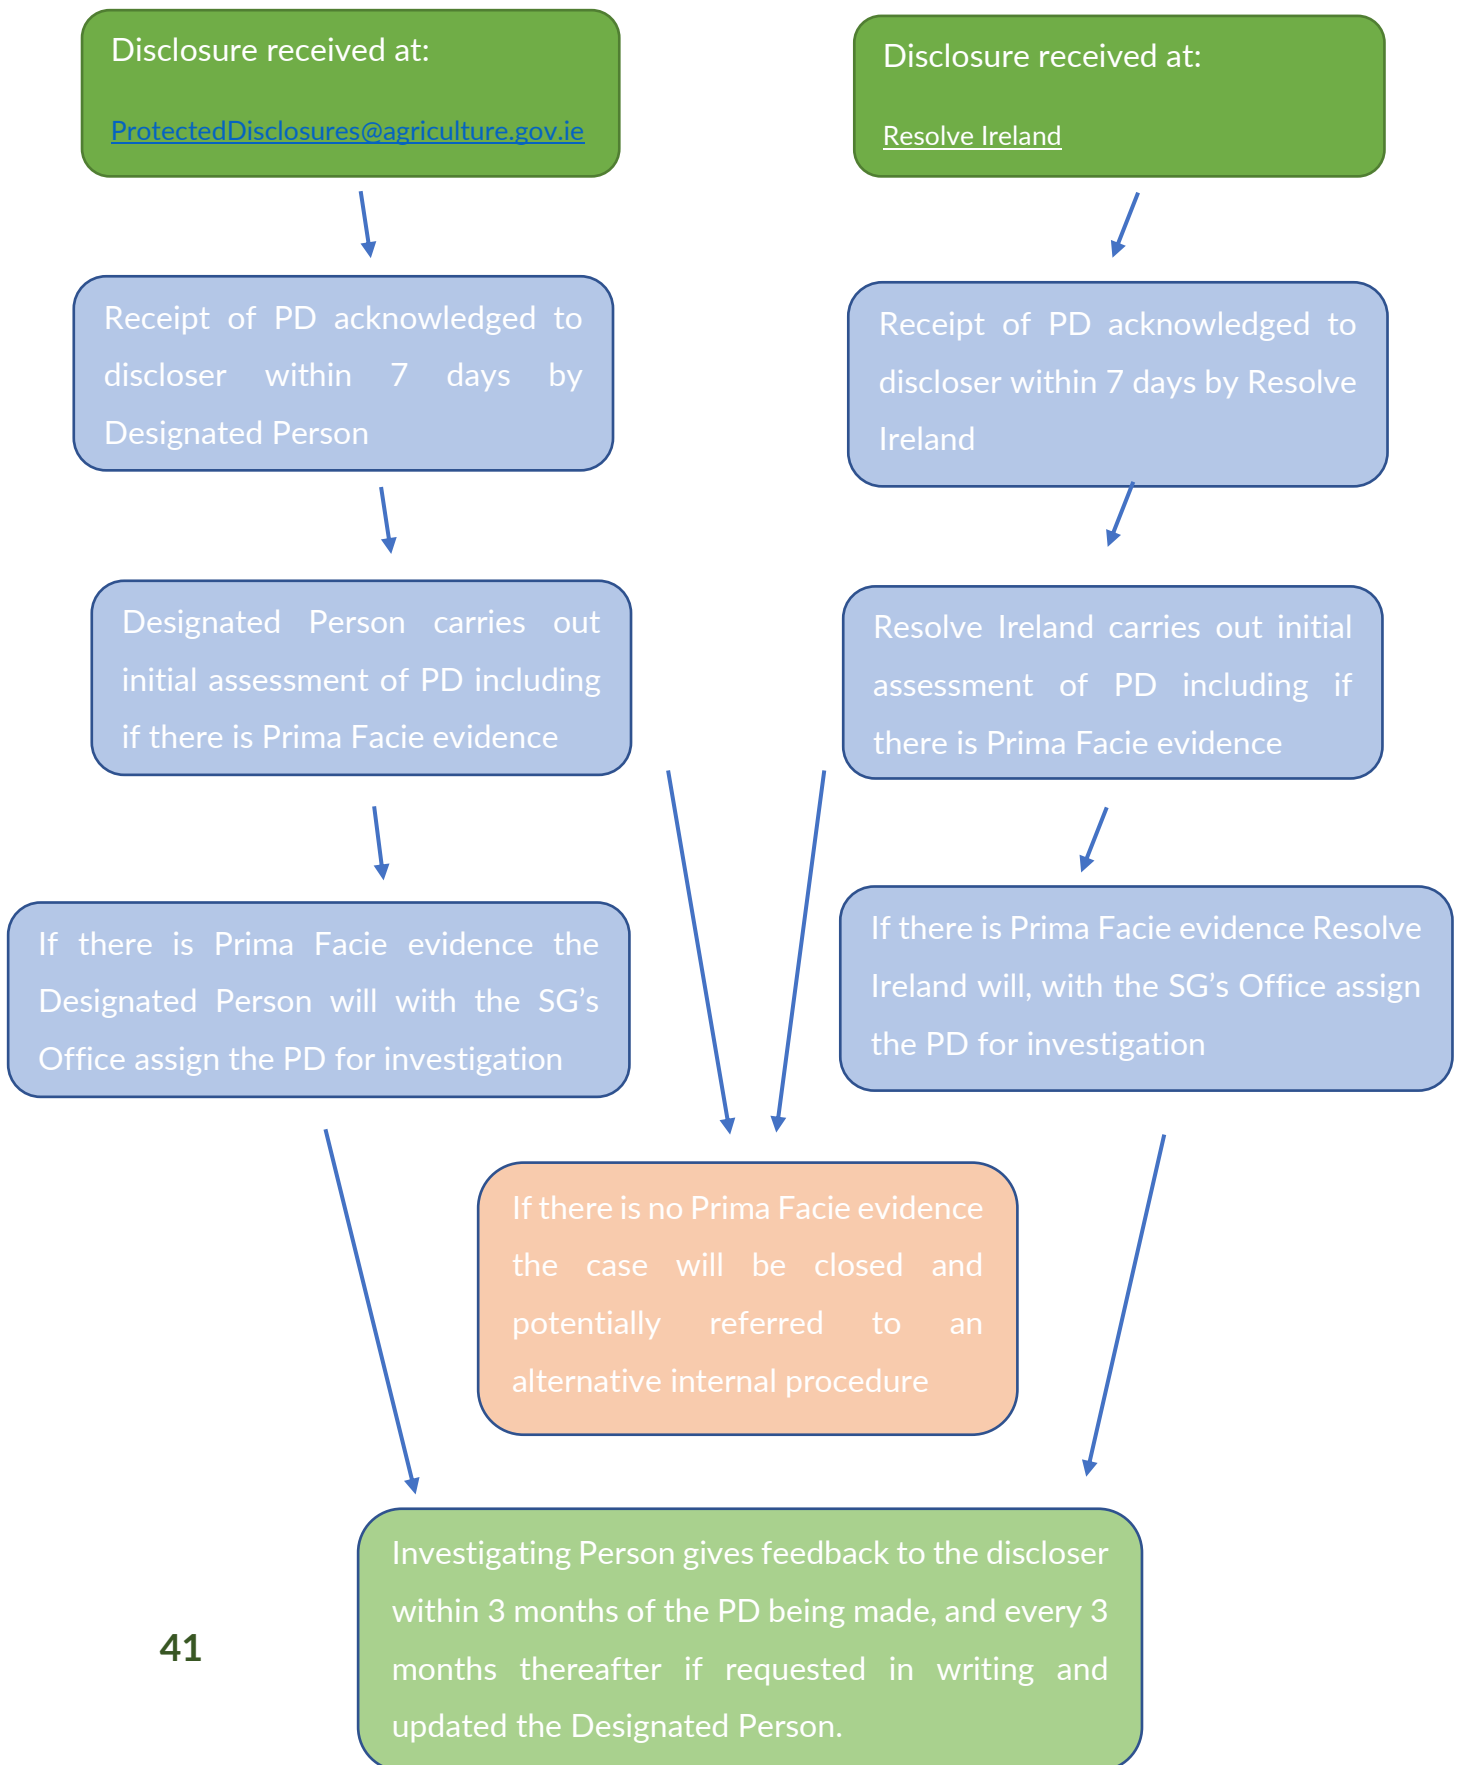 Disclosure received at:
ProtectedDisclosures@agriculture.gov.ie
Disclosure received at:
Resolve Ireland
Receipt of PD acknowledged to
discloser within 7 days by
Designated Person
Receipt of PD acknowledged to
discloser within 7 days by Resolve
Ireland
Designated Person carries out
initial assessment of PD including
if there is Prima Facie evidence
Resolve Ireland carries out initial
assessment of PD including if
there is Prima Facie evidence
If there is Prima Facie evidence the
Designated Person will with the SG’s
Office assign the PD for investigation
If there is Prima Facie evidence Resolve
Ireland will, with the SG’s Office assign
the PD for investigation
If there is no Prima Facie evidence
the case will be closed and
potentially referred to an
alternative internal procedure
Investigating Person gives feedback to the discloser
within 3 months of the PD being made, and every 3
months thereafter if requested in writing and
updated the Designated Person.
41